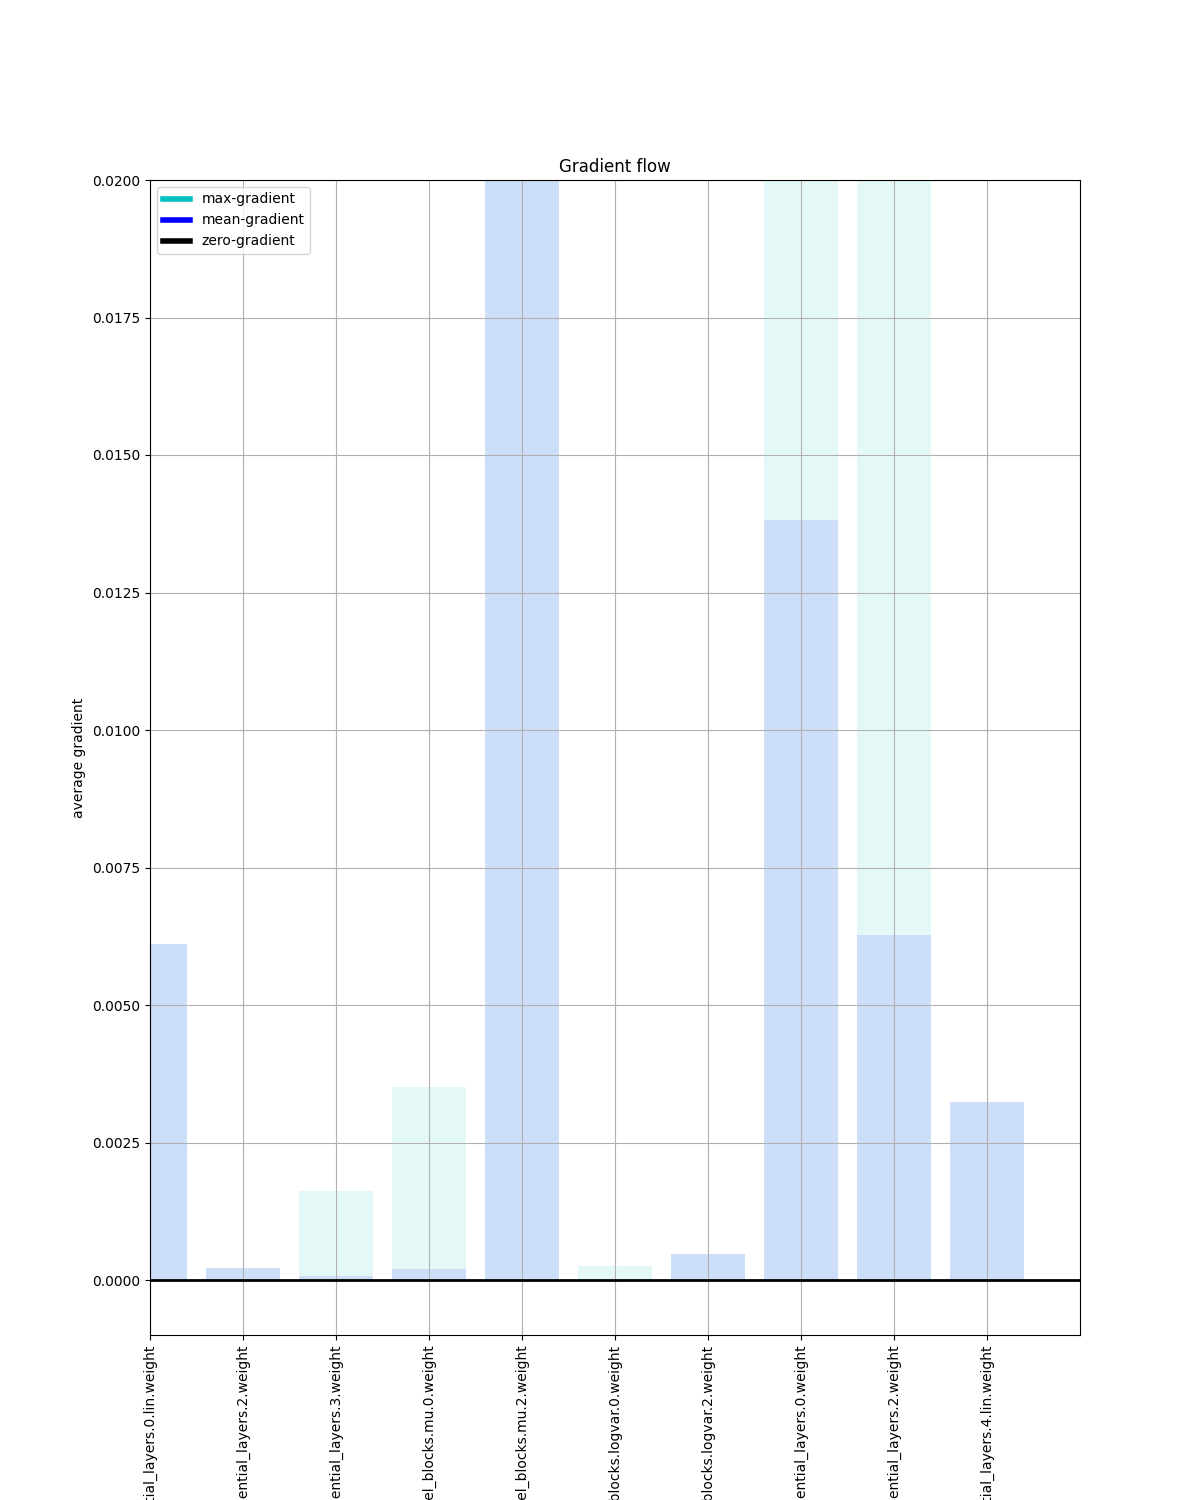 Gradient flow
max-gradient
mean-gradient
zero-gradient
0.0200
0.0175
0.0150
0.0125
0.0100
0.0075
0.0050
0.0025
0.0000
average gradient
tial_layers.0.lin.weight
ential_layers.2.weight
ential_layers.3.weight
el_blocks.mu.0.weight
el_blocks.mu.2.weight
blocks.logvar.0.weight
blocks.logvar.2.weight
ential_layers.0.weight
ential_layers.2.weight
tial_layers.4.lin.weight